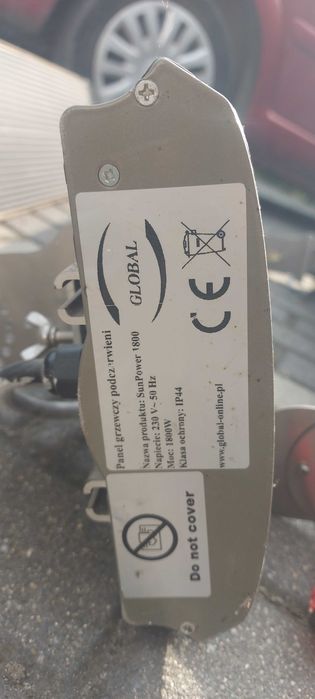 GLOBAL
Panel grzewczy podczerwieni
Nazwa produktu: SunPower 1800
Napiecie: 230 V~ 50 Hz
Moc: 1800W
Klasa ochrony: IP44
www.global-online.pl
CE
Do not cover